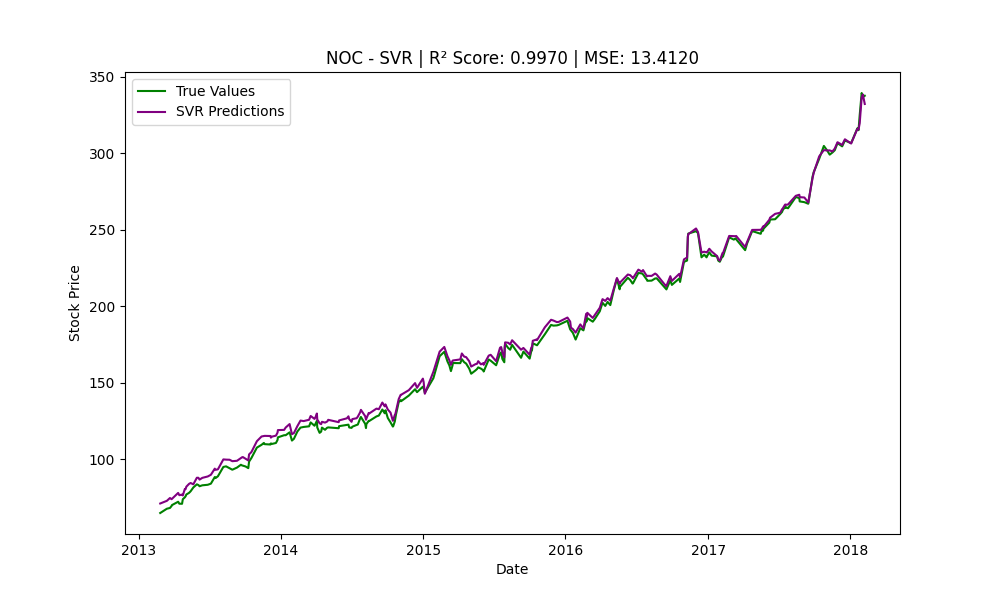 NOC - SVR | R² Score: 0.9970 | MSE: 13.4120
True Values
SVR Predictions
350
300
250
200
150
100
Stock Price
2013 2014 2015 2016 2017 2018
Date